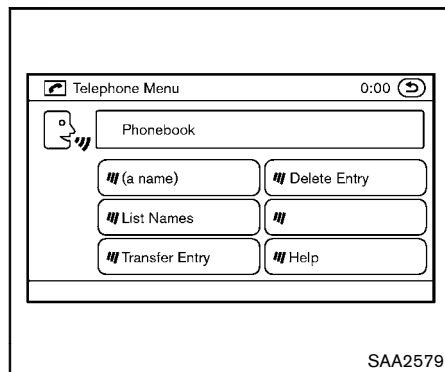 Telephone Menu 0:00
Phonebook
(a name) Delete Entry
List Names
Transfer Entry Help
SAA2579